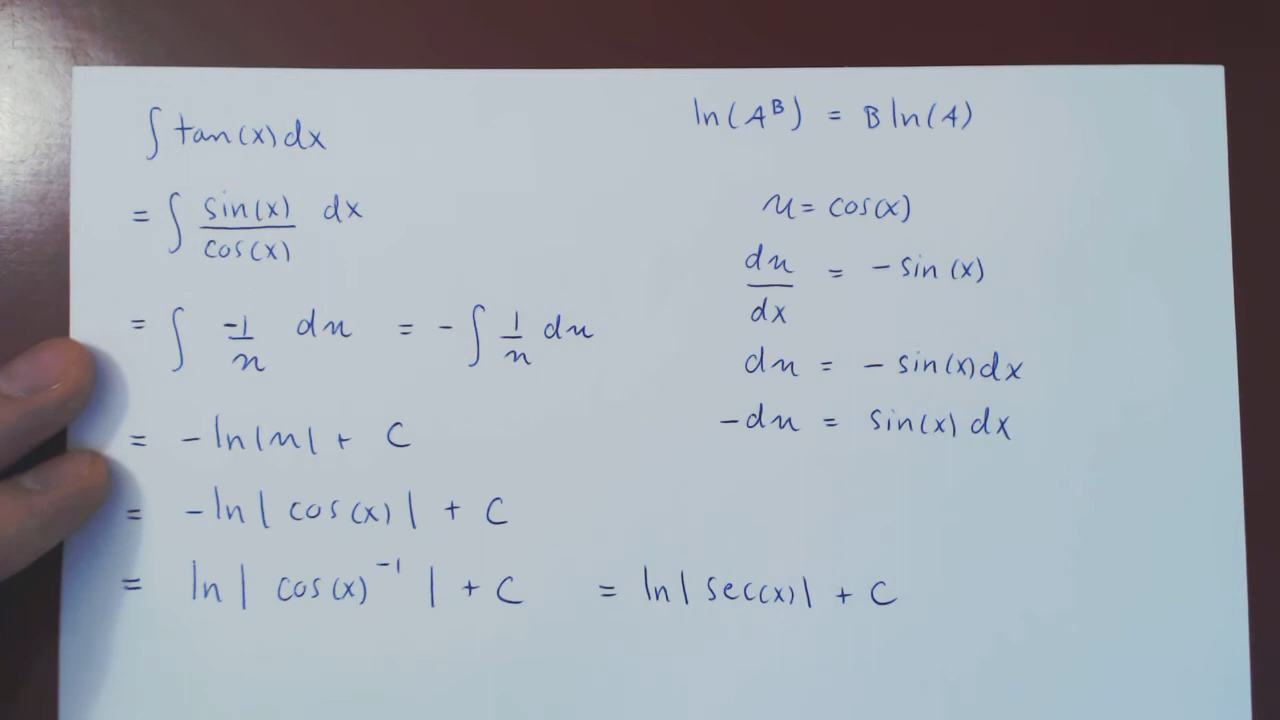 ∫ tan(x) dx
= ∫ sin(x)/cos(x) dx
= ∫ -1/u du = - ∫ 1/u du
= -ln|u| + C
= -ln| cos(x) | + C
= ln| cos(x)⁻¹ | + C = ln| sec(x) | + C
ln(Aᴮ) = B ln(A)
u = cos(x)
du/dx = - sin(x)
du = - sin(x) dx
-du = sin(x) dx